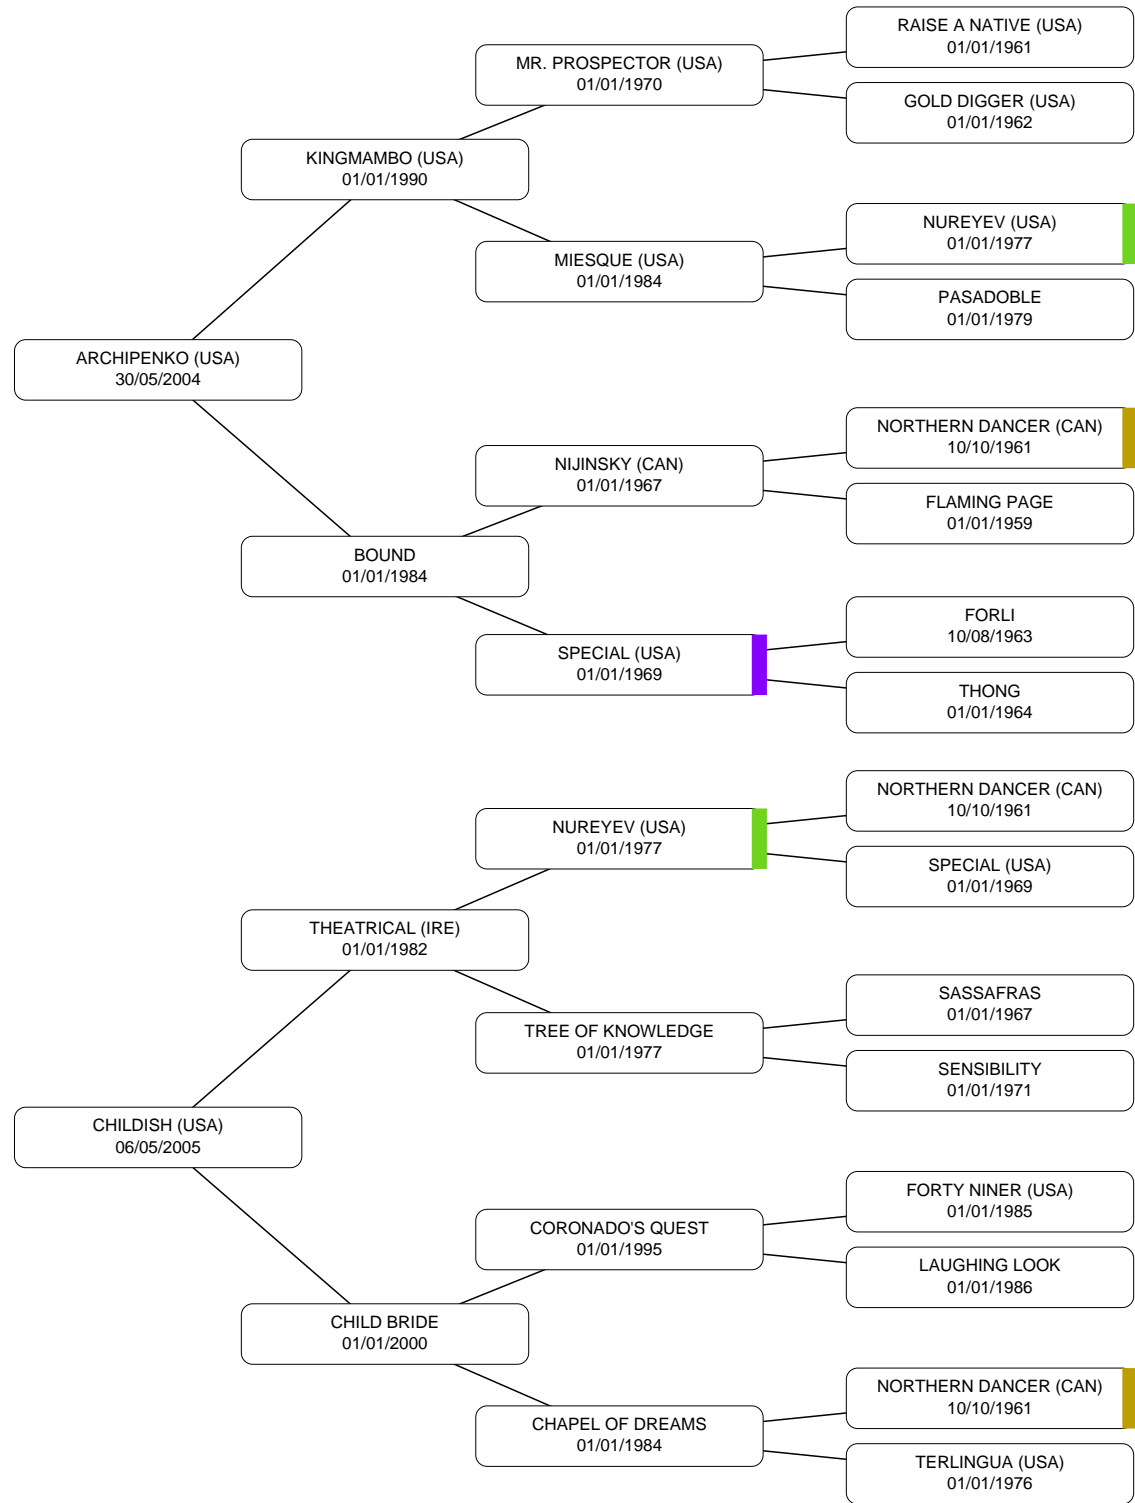 RAISE A NATIVE (USA)
01/01/1961
MR. PROSPECTOR (USA)
01/01/1970
GOLD DIGGER (USA)
01/01/1962
KINGMAMBO (USA)
01/01/1990
NUREYEV (USA)
01/01/1977
MIESQUE (USA)
01/01/1984
PASADOBLE
01/01/1979
ARCHIPENKO (USA)
30/05/2004
NORTHERN DANCER (CAN)
10/10/1961
NIJINSKY (CAN)
01/01/1967
FLAMING PAGE
01/01/1959
BOUND
01/01/1984
FORLI
10/08/1963
SPECIAL (USA)
01/01/1969
THONG
01/01/1964
NORTHERN DANCER (CAN)
10/10/1961
NUREYEV (USA)
01/01/1977
SPECIAL (USA)
01/01/1969
THEATRICAL (IRE)
01/01/1982
SASSAFRAS
01/01/1967
TREE OF KNOWLEDGE
01/01/1977
SENSIBILITY
01/01/1971
CHILDISH (USA)
06/05/2005
FORTY NINER (USA)
01/01/1985
CORONADO'S QUEST
01/01/1995
LAUGHING LOOK
01/01/1986
CHILD BRIDE
01/01/2000
NORTHERN DANCER (CAN)
10/10/1961
CHAPEL OF DREAMS
01/01/1984
TERLINGUA (USA)
01/01/1976